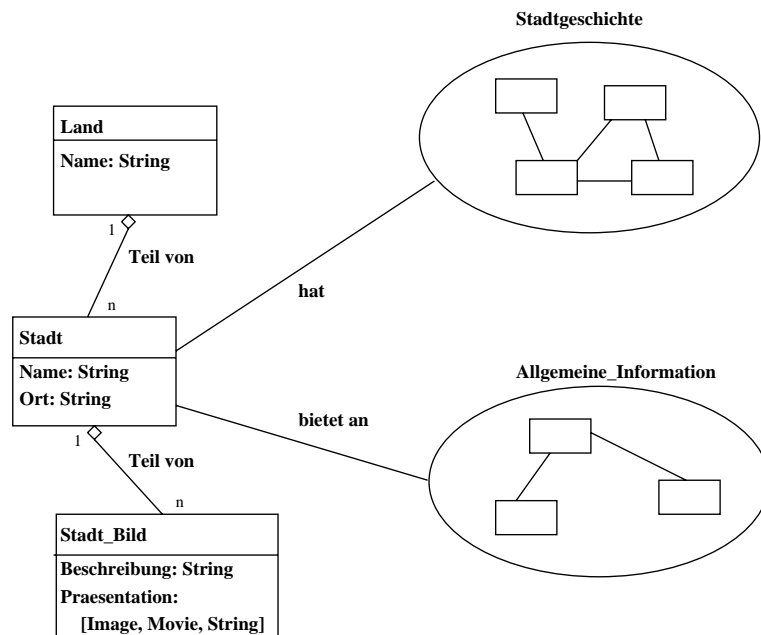 Stadtgeschichte
Land
Name: String
1
Teil von
n
hat
Stadt
Name: String
Ort: String
Allgemeine_Information
bietet an
1
Teil von
n
Stadt_Bild
Beschreibung: String
Praesentation:
[Image, Movie, String]